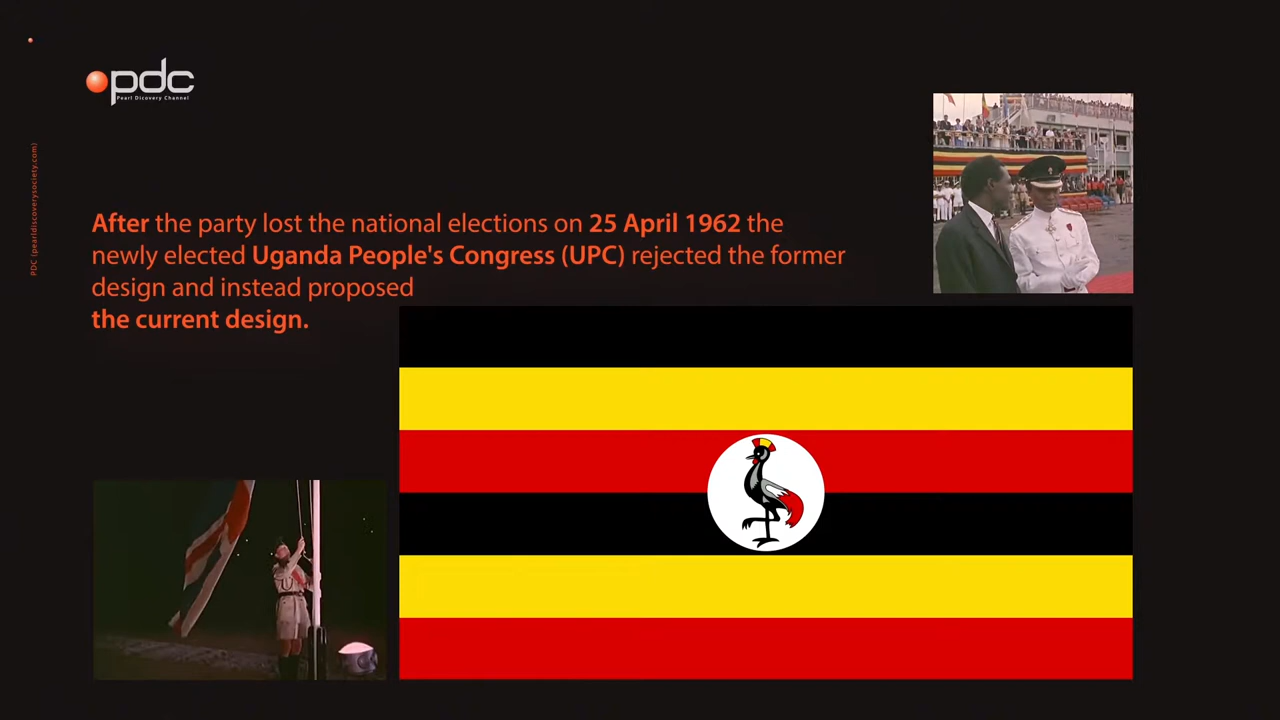 pdc
Pearl Dicovery Channel
PDC (pearldiscoverysociety.com)
After the party lost the national elections on 25 April 1962 the
newly elected Uganda People's Congress (UPC) rejected the former
design and instead proposed
the current design.